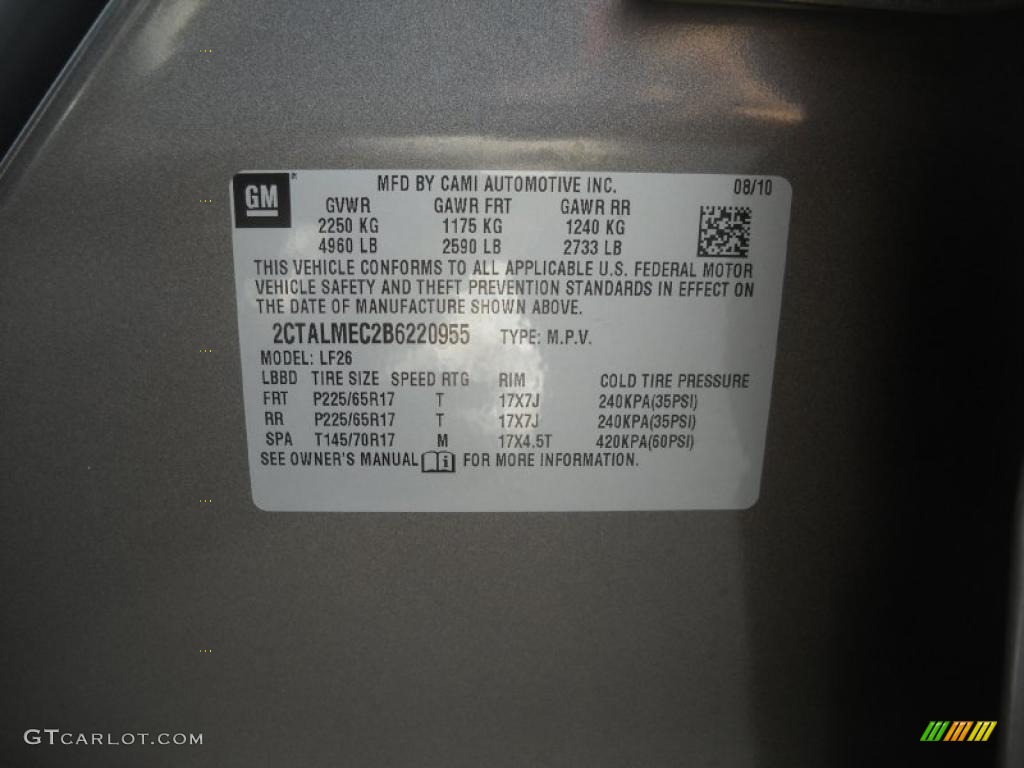 GM
MFD BY CAMI AUTOMOTIVE INC. 08/10
GVWR GAWR FRT GAWR RR
2250 KG 1175 KG 1240 KG
4960 LB 2590 LB 2733 LB
THIS VEHICLE CONFORMS TO ALL APPLICABLE U.S. FEDERAL MOTOR
VEHICLE SAFETY AND THEFT PREVENTION STANDARDS IN EFFECT ON
THE DATE OF MANUFACTURE SHOWN ABOVE.
2CTALMEC2B6220955 TYPE: M.P.V.
MODEL: LF26
LBBD TIRE SIZE SPEED RTG RIM COLD TIRE PRESSURE
FRT P225/65R17 T 17X7J 240KPA(35PSI)
RR P225/65R17 T 17X7J 240KPA(35PSI)
SPA T145/70R17 M 17X4.5T 420KPA(60PSI)
SEE OWNER'S MANUAL i FOR MORE INFORMATION.
GTCARLOT.COM